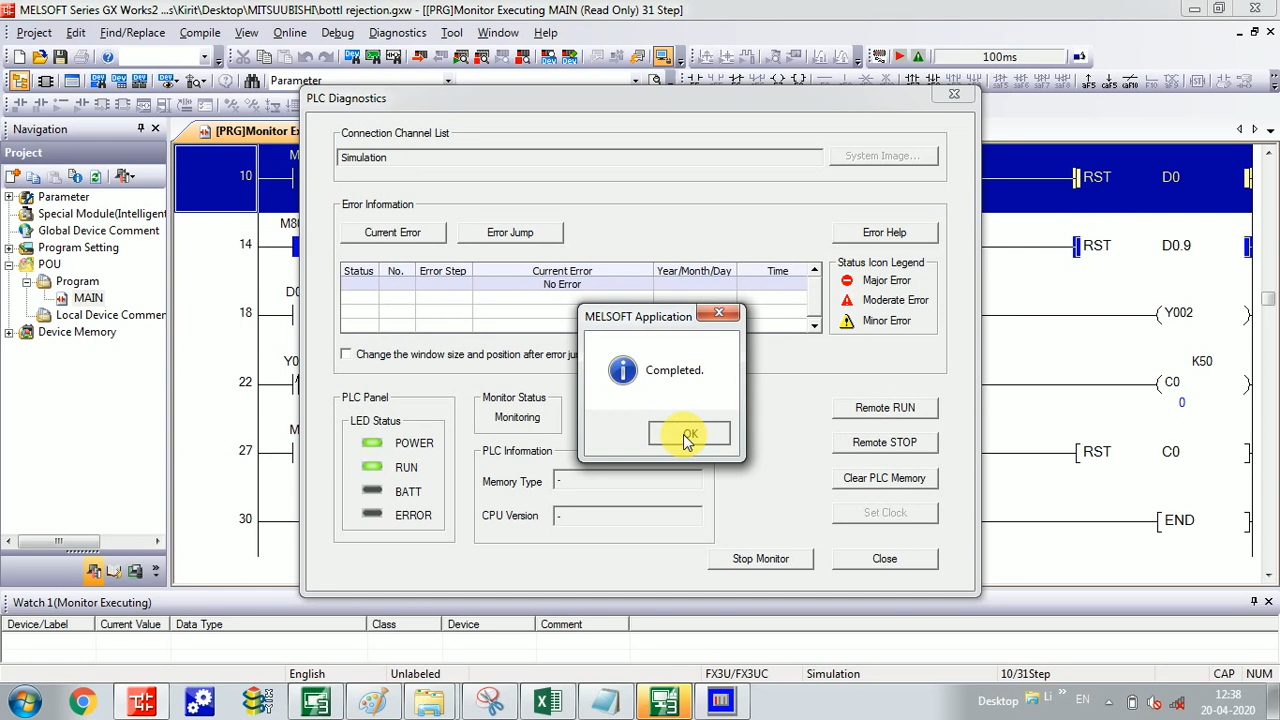 MELSOFT Series GX Works2 ...s\Kirit\Desktop\MITSUUBISHI\bottl rejection.gxw - [[PRG]Monitor Executing MAIN (Read Only) 31 Step]
Project Edit Find/Replace Compile View Online Debug Diagnostics Tool Window Help
100ms
Parameter
Navigation
[PRG]Monitor Ex
Project
Parameter
Special Module(Intelligent
Global Device Comment
Program Setting
POU
Program
MAIN
Local Device Commen
Device Memory
10
RST D0
14
M80
RST D0.9
18
D0
Y002
22
Y0
K50
C0
0
RST C0
30
END
PLC Diagnostics
Connection Channel List
Simulation
System Image...
Error Information
Current Error
Error Jump
Error Help
Status No. Error Step Current Error Year/Month/Day Time
No Error
Status Icon Legend
Major Error
Moderate Error
Minor Error
Change the window size and position after error jum
MELSOFT Application
Completed.
OK
PLC Panel
LED Status
POWER
RUN
BATT
ERROR
Monitor Status
Monitoring
PLC Information
Memory Type -
CPU Version -
Remote RUN
Remote STOP
Clear PLC Memory
Set Clock
Stop Monitor
Close
Watch 1(Monitor Executing)
Device/Label Current Value Data Type Class Device Comment
English Unlabeled FX3U/FX3UC Simulation 10/31Step CAP NUM
Desktop Li EN 12:38
20-04-2020